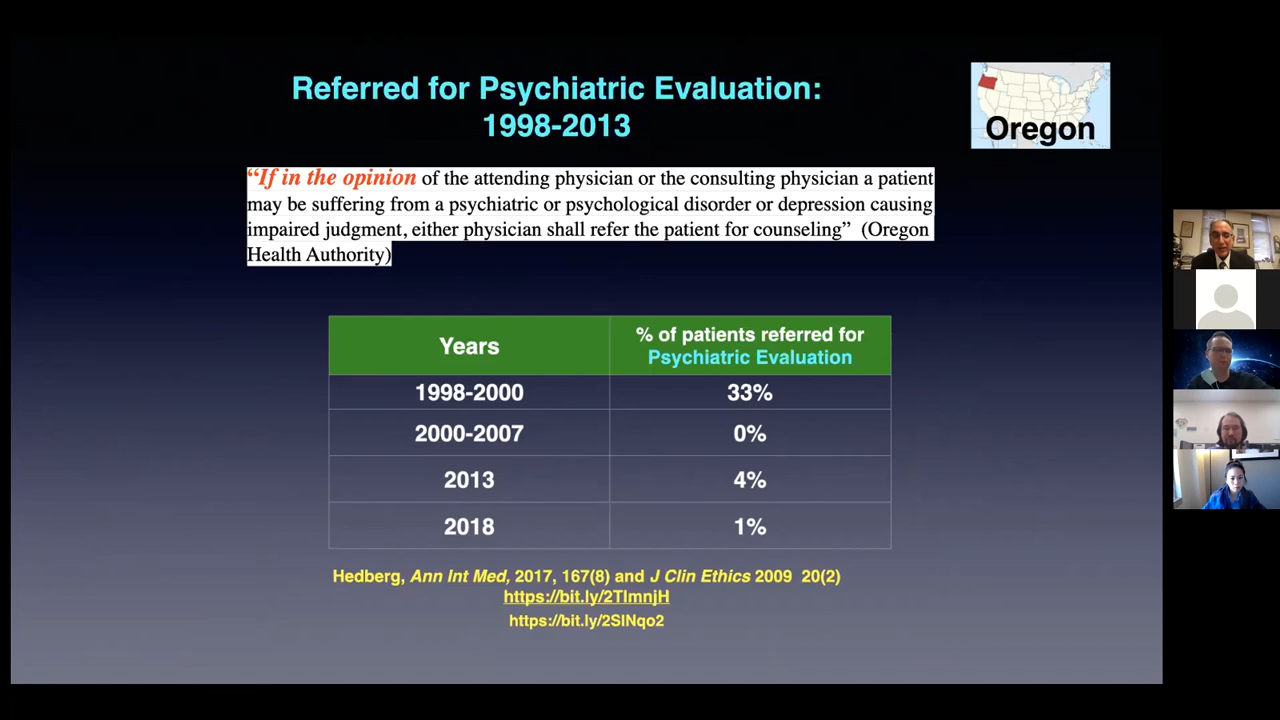 Referred for Psychiatric Evaluation:
1998-2013
Oregon
“If in the opinion of the attending physician or the consulting physician a patient
may be suffering from a psychiatric or psychological disorder or depression causing
impaired judgment, either physician shall refer the patient for counseling” (Oregon
Health Authority)
Years
% of patients referred for
Psychiatric Evaluation
1998-2000 33%
2000-2007 0%
2013 4%
2018 1%
Hedberg, Ann Int Med, 2017, 167(8) and J Clin Ethics 2009 20(2)
https://bit.ly/2TlmnjH
https://bit.ly/2SlNqo2